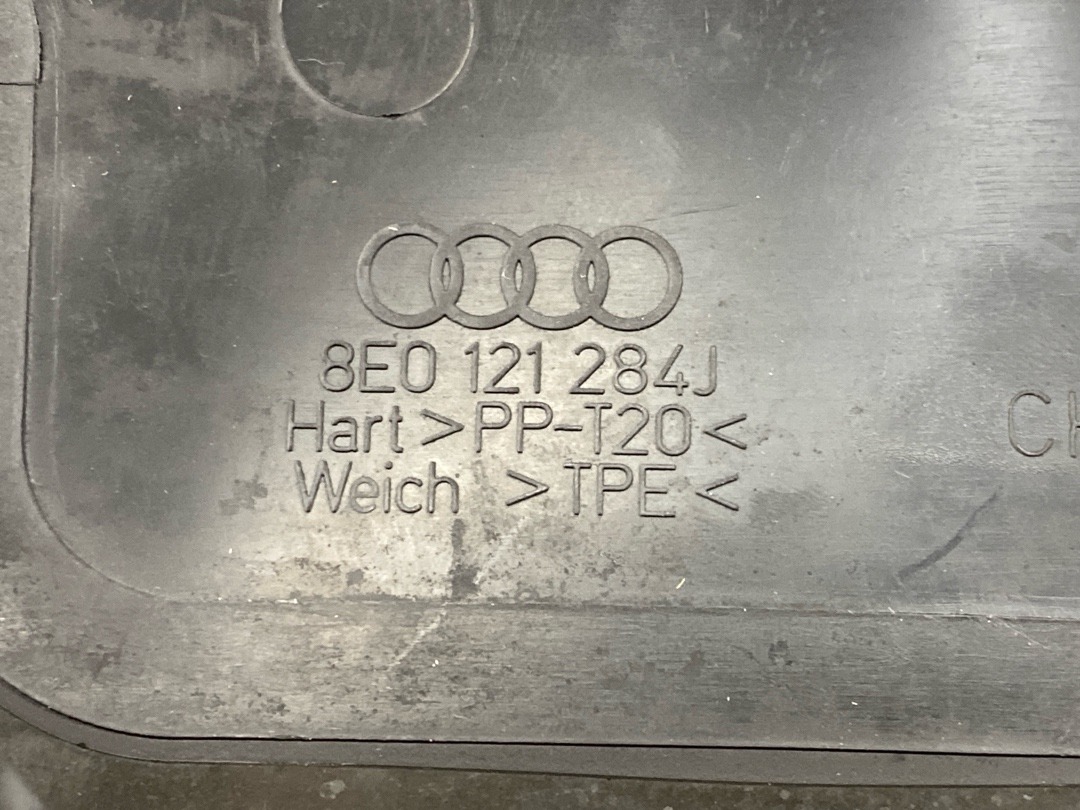 8E0 121 284J
Hart >PP-T20<
Weich >TPE<